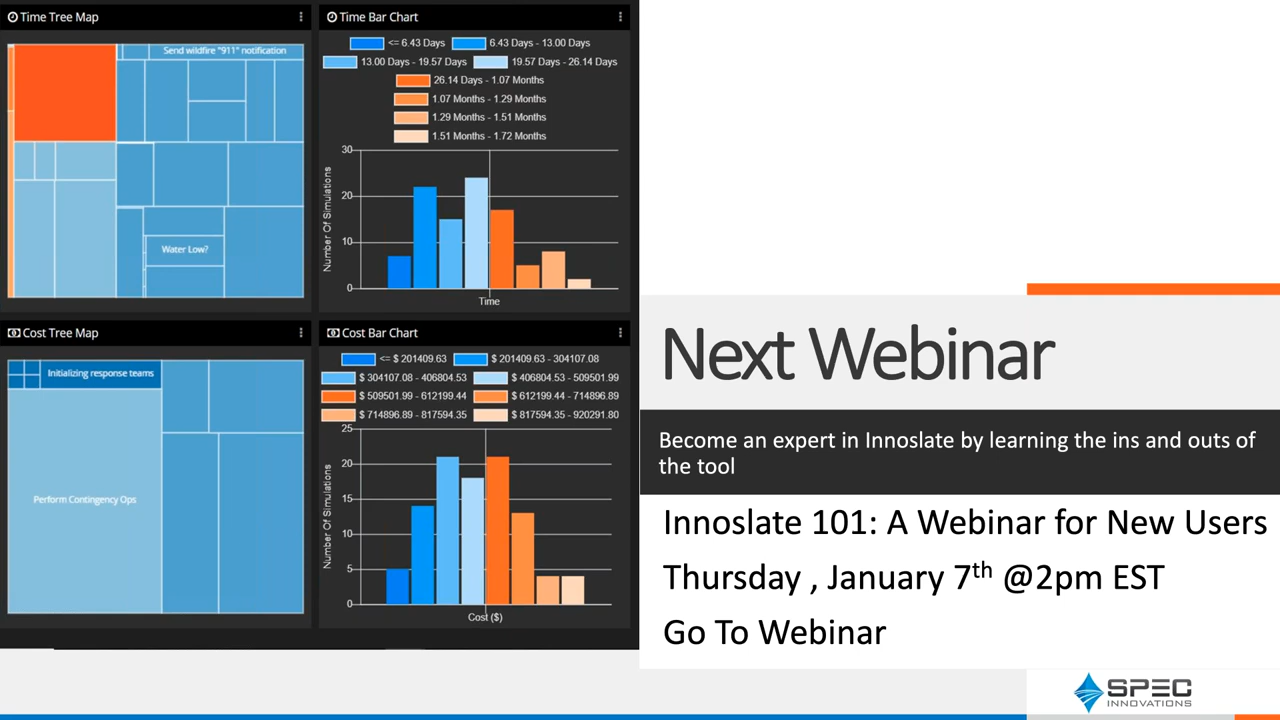 Time Tree Map
Send wildfire "911" notification
Water Low?
Time Bar Chart
<= 6.43 Days
6.43 Days - 13.00 Days
13.00 Days - 19.57 Days
19.57 Days - 26.14 Days
26.14 Days - 1.07 Months
1.07 Months - 1.29 Months
1.29 Months - 1.51 Months
1.51 Months - 1.72 Months
Number Of Simulations
30
20
10
0
Time
Cost Tree Map
Initializing response teams
Perform Contingency Ops
Cost Bar Chart
<= $ 201409.63
$ 201409.63 - 304107.08
$ 304107.08 - 406804.53
$ 406804.53 - 509501.99
$ 509501.99 - 612199.44
$ 612199.44 - 714896.89
$ 714896.89 - 817594.35
$ 817594.35 - 920291.80
Number Of Simulations
25
20
15
10
5
0
Cost ($)
Next Webinar
Become an expert in Innoslate by learning the ins and outs of
the tool
Innoslate 101: A Webinar for New Users
Thursday , January 7th @2pm EST
Go To Webinar
SPEC
INNOVATIONS